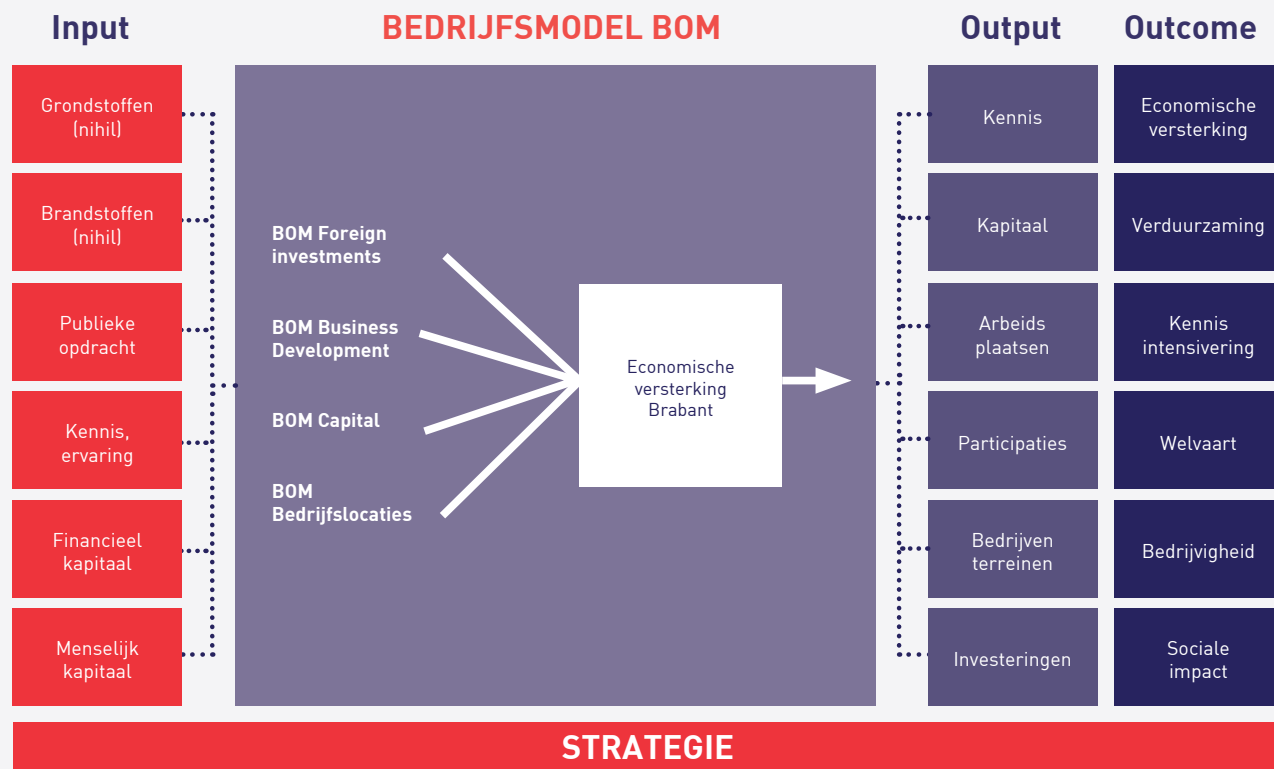 Input
BEDRIJFSMODEL BOM
Output
Outcome
Grondstoffen
(nihil)
Brandstoffen
(nihil)
Publieke
opdracht
Kennis,
ervaring
Financieel
kapitaal
Menselijk
kapitaal
BOM Foreign
investments
BOM Business
Development
BOM Capital
BOM
Bedrijfslocaties
Economische
versterking
Brabant
Kennis
Kapitaal
Arbeids
plaatsen
Participaties
Bedrijven
terreinen
Investeringen
Economische
versterking
Verduurzaming
Kennis
intensivering
Welvaart
Bedrijvigheid
Sociale
impact
STRATEGIE